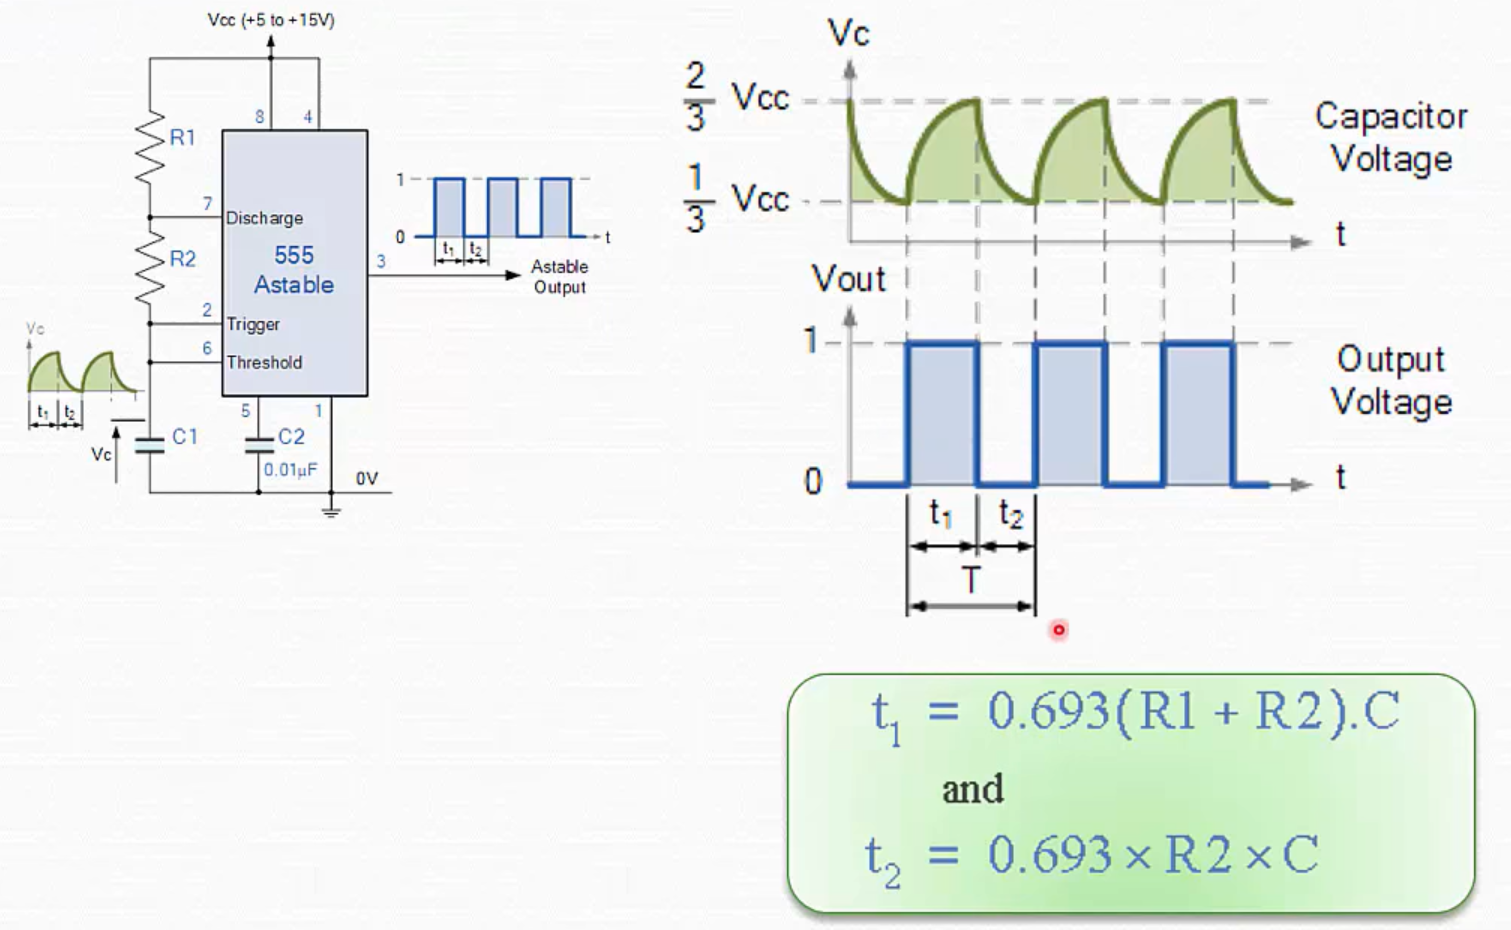 Vcc (+5 to +15V)
8
4
R1
7
Discharge
R2
555
Astable
2
Trigger
6
Threshold
3
1
0
t₁
t₂
t
Astable
Output
Vc
t₁
t₂
Vc
C1
5
C2
0.01µF
1
0V
Vc
2/3 Vcc
1/3 Vcc
t
Capacitor
Voltage
Vout
1
0
t
Output
Voltage
t₁
t₂
T
t₁ = 0.693(R1 + R2).C
and
t₂ = 0.693 × R2 × C